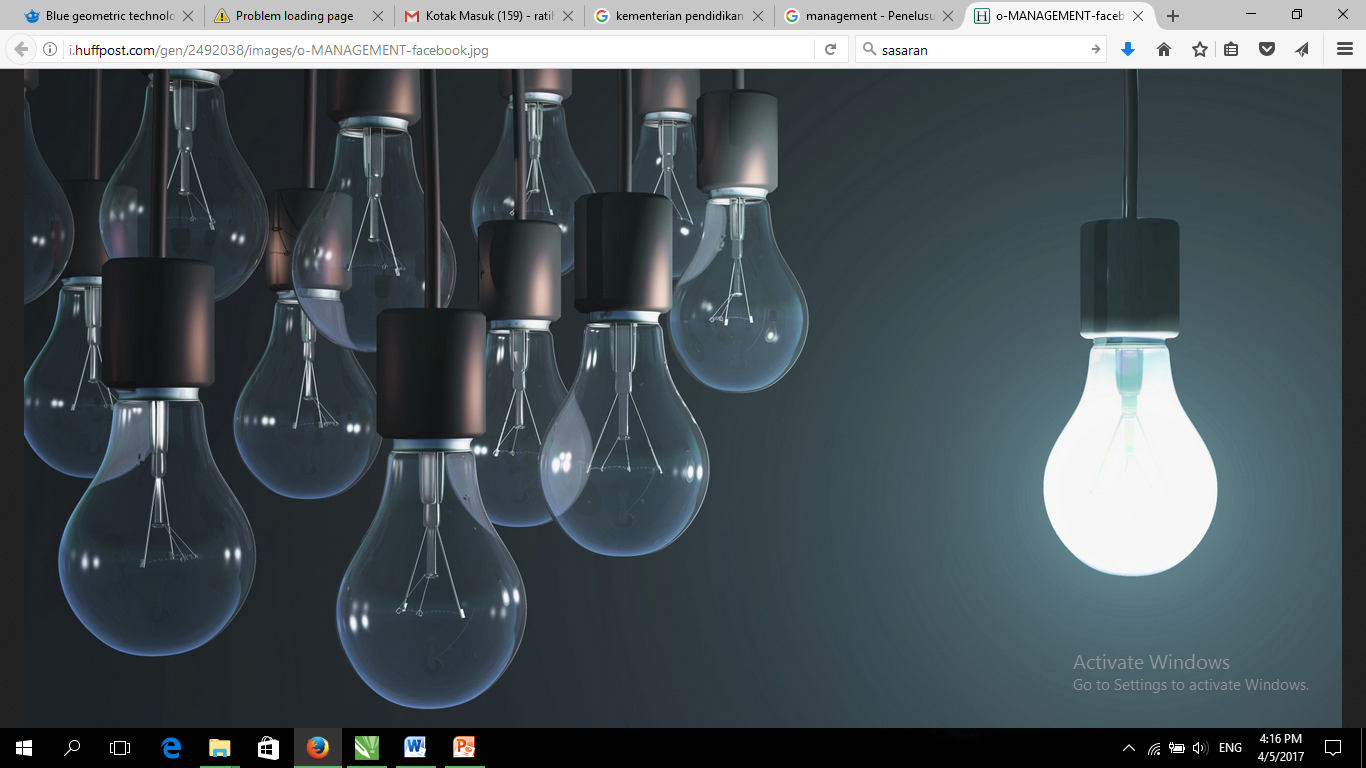 Blue geometric technolo
Problem loading page
Kotak Masuk (159) - ratih
kementerian pendidikan
management - Penelusu
o-MANAGEMENT-faceb
i.huffpost.com/gen/2492038/images/o-MANAGEMENT-facebook.jpg
sasaran
Activate Windows
Go to Settings to activate Windows.
ENG
4:16 PM
4/5/2017